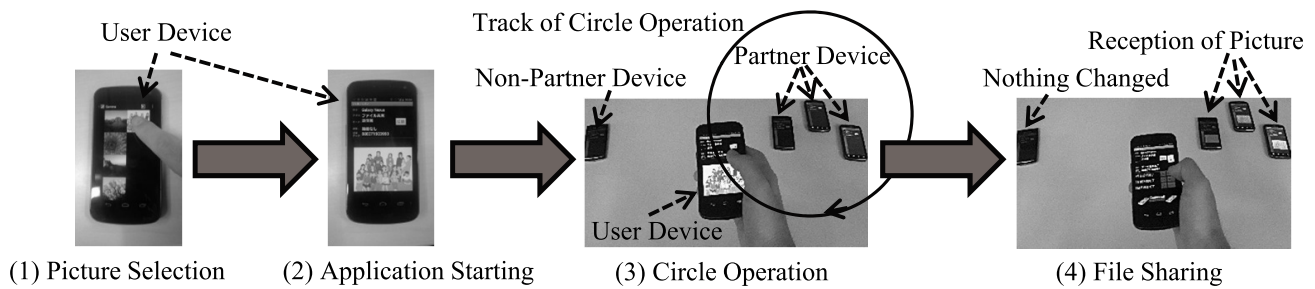 User Device
Track of Circle Operation
Non-Partner Device
Partner Device
Reception of Picture
Nothing Changed
User Device
(1) Picture Selection
(2) Application Starting
(3) Circle Operation
(4) File Sharing